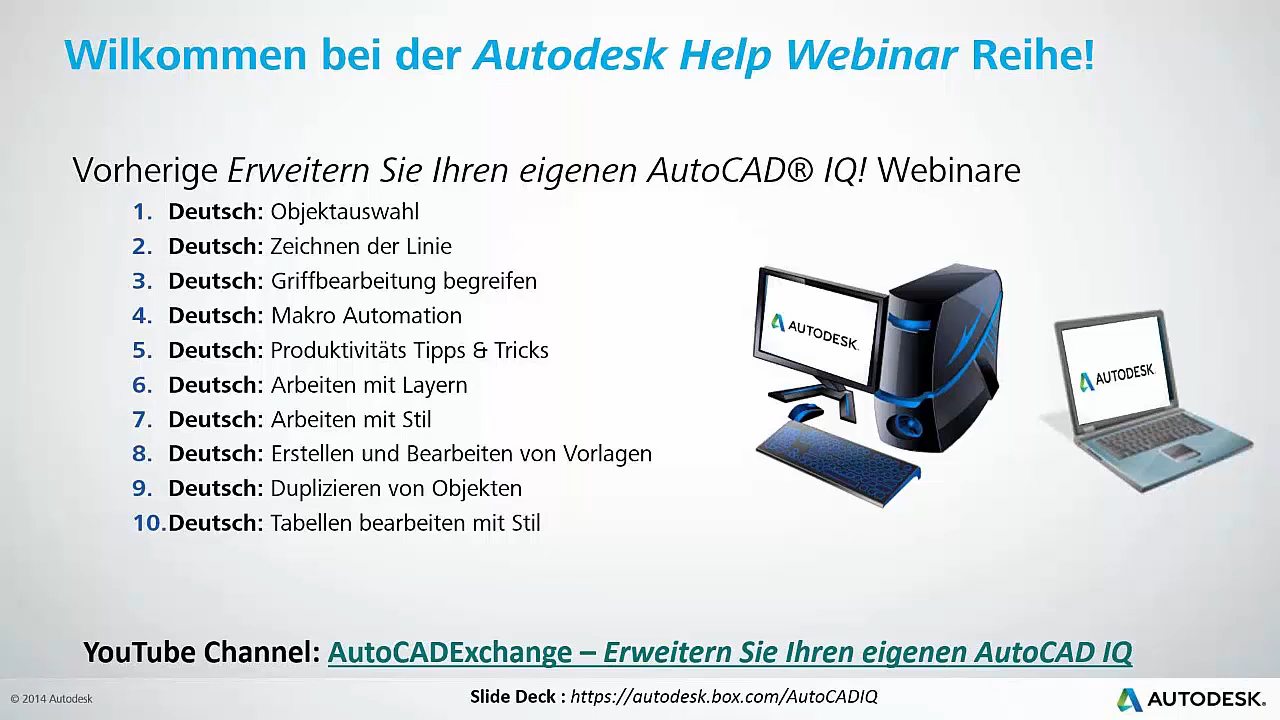 Wilkommen bei der Autodesk Help Webinar Reihe!
Vorherige Erweitern Sie Ihren eigenen AutoCAD® IQ! Webinare
1. Deutsch: Objektauswahl
2. Deutsch: Zeichnen der Linie
3. Deutsch: Griffbearbeitung begreifen
4. Deutsch: Makro Automation
5. Deutsch: Produktivitäts Tipps & Tricks
6. Deutsch: Arbeiten mit Layern
7. Deutsch: Arbeiten mit Stil
8. Deutsch: Erstellen und Bearbeiten von Vorlagen
9. Deutsch: Duplizieren von Objekten
10. Deutsch: Tabellen bearbeiten mit Stil
AUTODESK.
AUTODESK.
YouTube Channel: AutoCADExchange – Erweitern Sie Ihren eigenen AutoCAD IQ
© 2014 Autodesk
Slide Deck : https://autodesk.box.com/AutoCADIQ
AUTODESK.